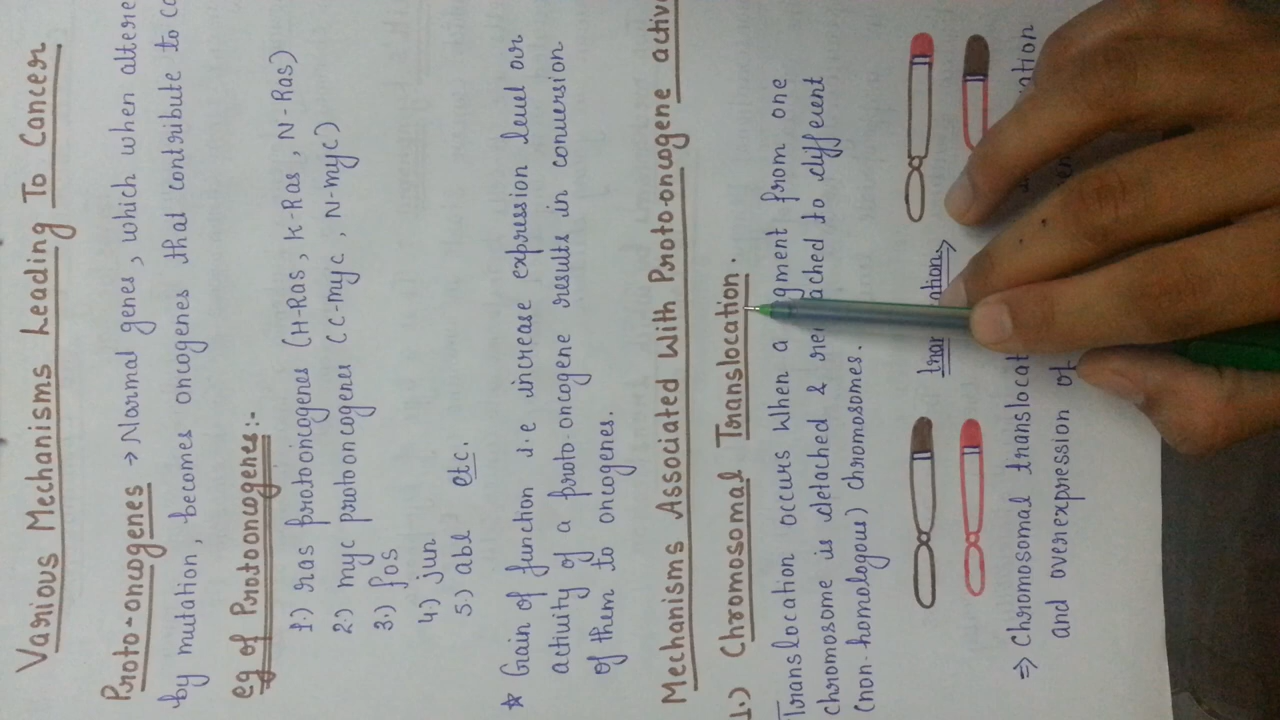 Various Mechanisms Leading To Cancer
Proto-oncogenes → Normal genes, which when altere
by mutation, becomes oncogenes that contribute to
eg of Protooncogenes:-
1.) ras protooncogenes (H-Ras, K-Ras, N-Ras)
2.) myc protooncogenes (C-myc, N-myc)
3.) fos
4.) jun
5.) abl etc.
☆ Gain of function i.e increase expression level or
activity of a proto-oncogene results in conversion
of them to oncogenes.
Mechanisms Associated With Proto-oncogene activ
1.) Chromosomal Translocation.
Translocation occurs when a gment from one
chromosome is detached & re ached to different
(non-homologous) chromosomes.
⇒ Chromosomal translocat
and overexpression of